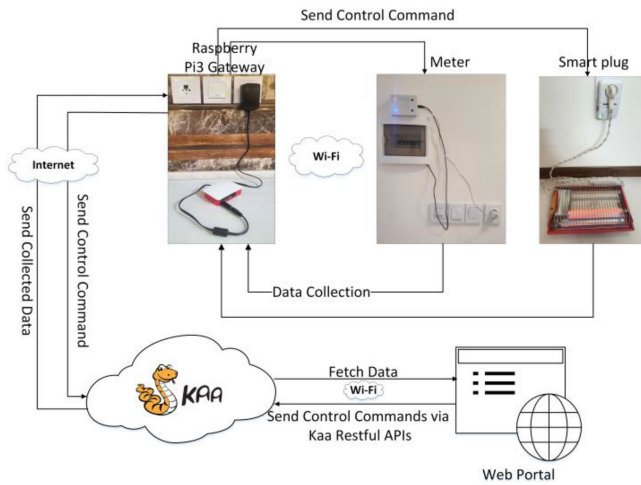 Send Control Command
Raspberry
Pi3 Gateway
Meter
Smart plug
Internet
Wi-Fi
Send Collected Data
Send Control Command
Data Collection
KAA
Fetch Data
Wi-Fi
Send Control Commands via
Kaa Restful APIs
Web Portal